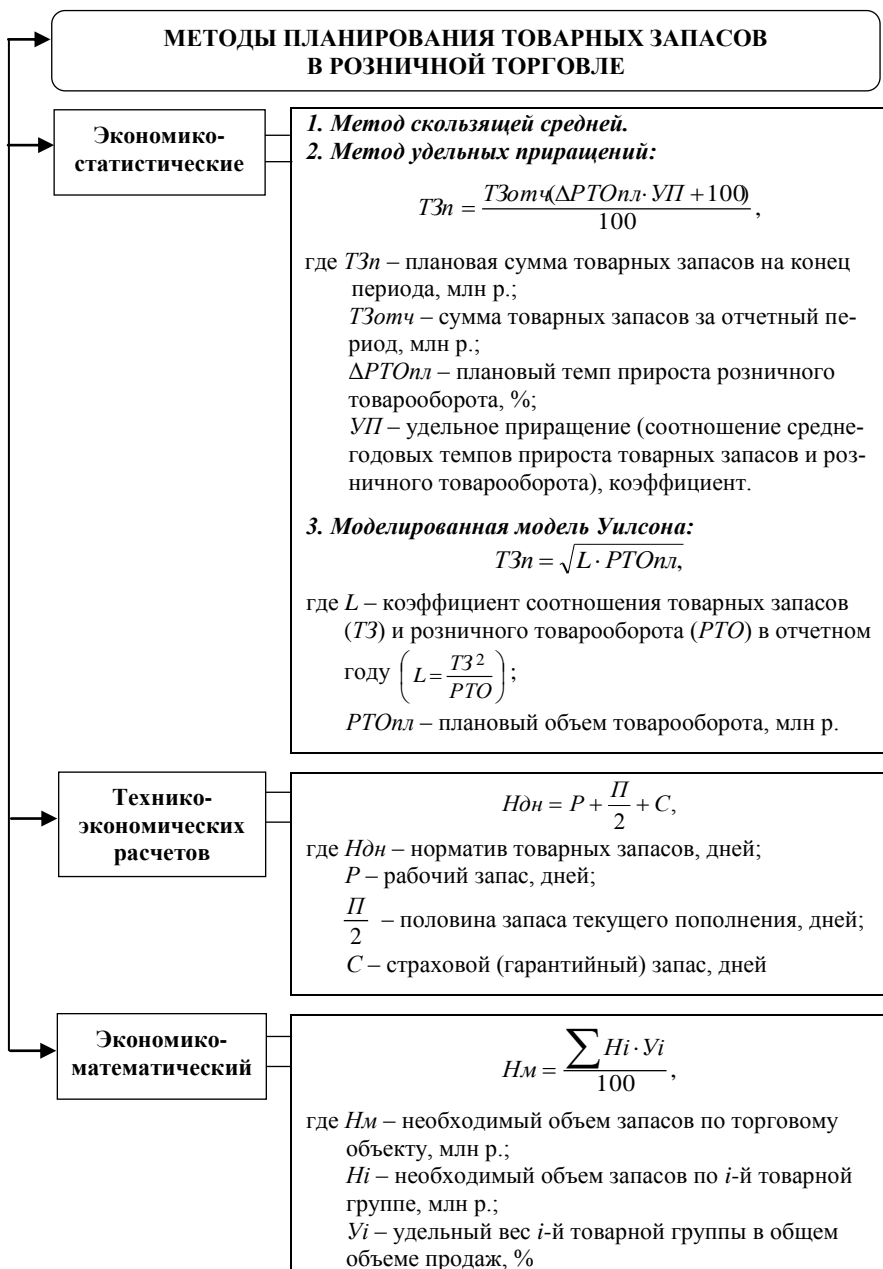 МЕТОДЫ ПЛАНИРОВАНИЯ ТОВАРНЫХ ЗАПАСОВ
В РОЗНИЧНОЙ ТОРГОВЛЕ
Экономико-
статистические
1. Метод скользящей средней.
2. Метод удельных приращений:
ТЗп = ТЗотч(ΔРТОпл· УП +100) / 100 ,
где ТЗп – плановая сумма товарных запасов на конец
периода, млн р.;
ТЗотч – сумма товарных запасов за отчетный пе-
риод, млн р.;
ΔРТОпл – плановый темп прироста розничного
товарооборота, %;
УП – удельное приращение (соотношение средне-
годовых темпов прироста товарных запасов и роз-
ничного товарооборота), коэффициент.
3. Моделированная модель Уилсона:
ТЗп = √(L · РТОпл),
где L – коэффициент соотношения товарных запасов
(ТЗ) и розничного товарооборота (РТО) в отчетном
году (L = ТЗ² / РТО) ;
РТОпл – плановый объем товарооборота, млн р.
Технико-
экономических
расчетов
Ндн = Р + П/2 + С,
где Ндн – норматив товарных запасов, дней;
Р – рабочий запас, дней;
П/2 – половина запаса текущего пополнения, дней;
С – страховой (гарантийный) запас, дней
Экономико-
математический
Нм = ∑ Нi · Уi / 100 ,
где Нм – необходимый объем запасов по торговому
объекту, млн р.;
Нi – необходимый объем запасов по i-й товарной
группе, млн р.;
Уi – удельный вес i-й товарной группы в общем
объеме продаж, %